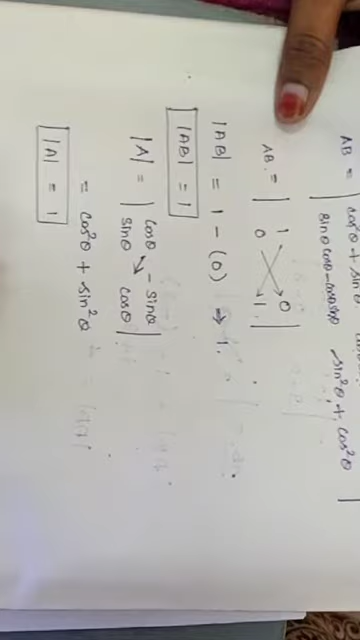 AB = | cos²θ + sin²θ
sinθ cosθ - cosθ sinθ sin²θ + cos²θ |
AB = | 1 0
0 1 |
|AB| = 1 - (0) → 1.
|AB| = 1
|A| = | cosθ -sinθ
sinθ cosθ |
= cos²θ + sin²θ
|A| = 1